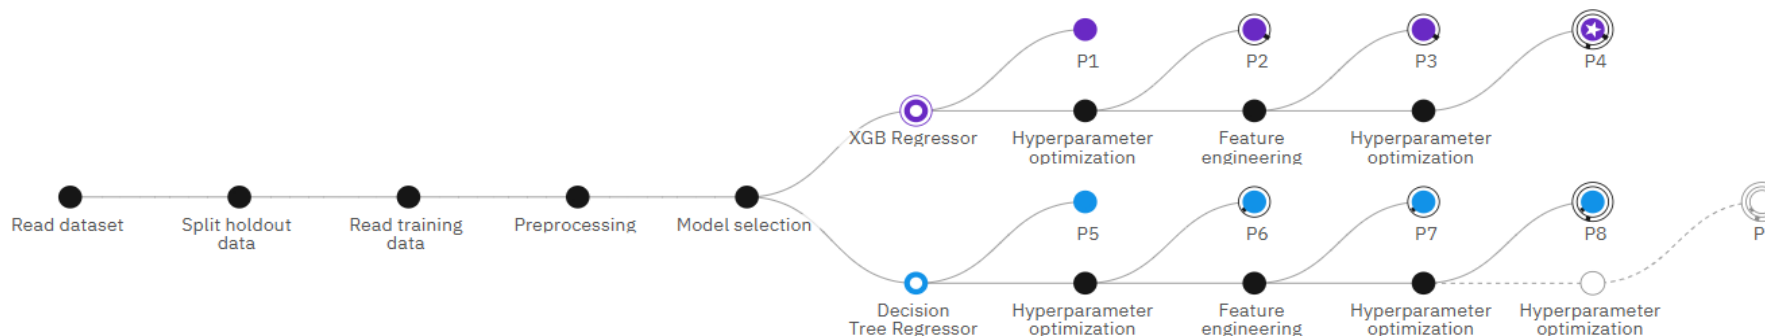 P1
P2
P3
P4
XGB Regressor
Hyperparameter
optimization
Feature
engineering
Hyperparameter
optimization
Read dataset
Split holdout
data
Read training
data
Preprocessing
Model selection
P5
P6
P7
P8
P
Decision
Tree Regressor
Hyperparameter
optimization
Feature
engineering
Hyperparameter
optimization
Hyperparameter
optimization